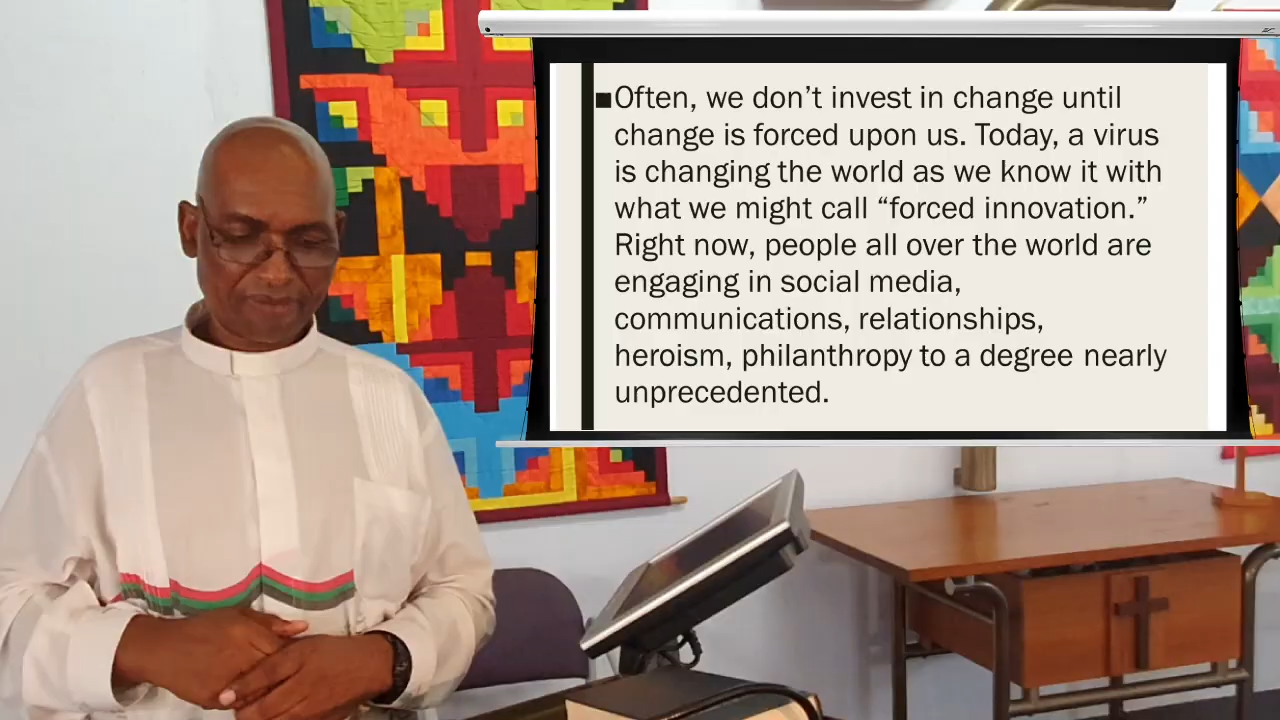 ■Often, we don't invest in change until
change is forced upon us. Today, a virus
is changing the world as we know it with
what we might call “forced innovation.”
Right now, people all over the world are
engaging in social media,
communications, relationships,
heroism, philanthropy to a degree nearly
unprecedented.